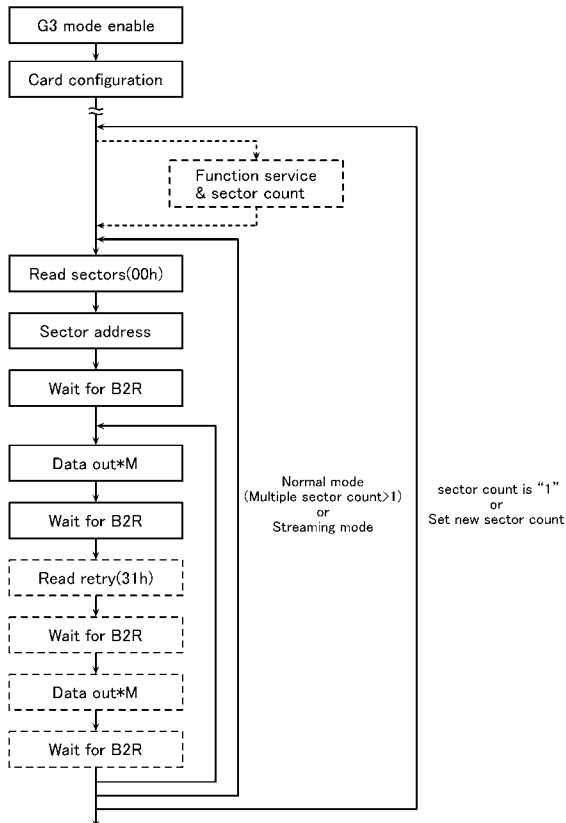 G3 mode enable
Card configuration
Function service
& sector count
Read sectors(00h)
Sector address
Wait for B2R
Data out*M
Wait for B2R
Read retry(31h)
Wait for B2R
Data out*M
Wait for B2R
Normal mode
(Multiple sector count>1)
or
Streaming mode
sector count is “1”
or
Set new sector count